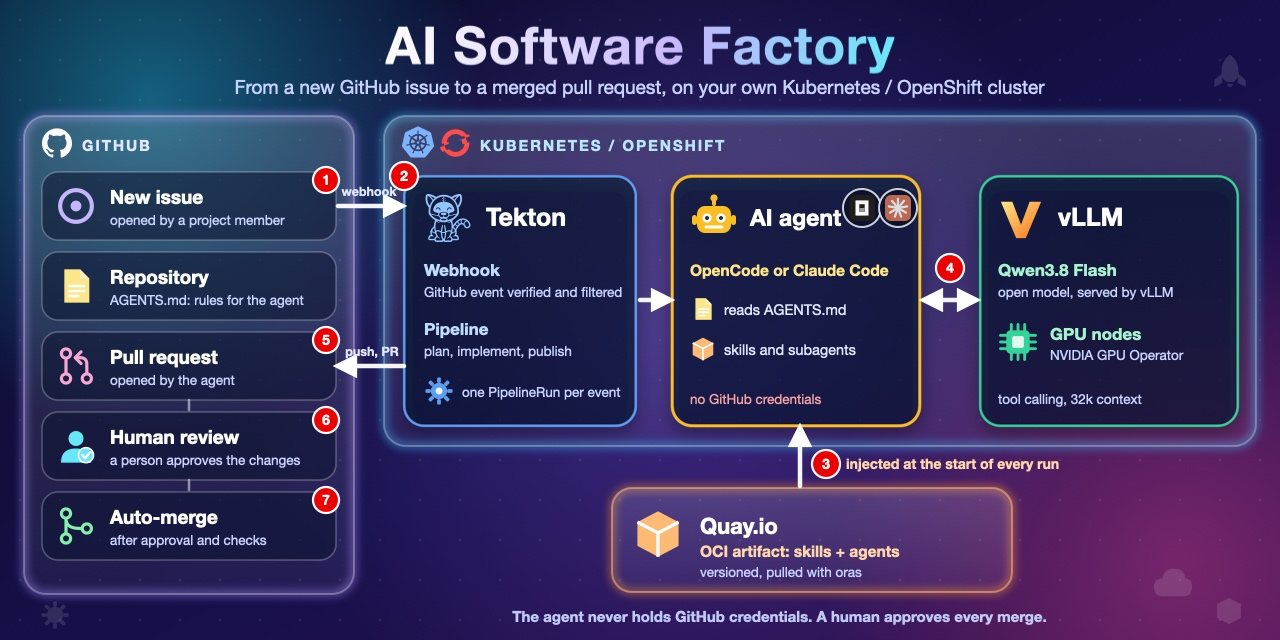 AI Software Factory
From a new GitHub issue to a merged pull request, on your own Kubernetes / OpenShift cluster
GITHUB
1
New issue
opened by a project member
Repository
AGENTS.md: rules for the agent
5
Pull request
opened by the agent
6
Human review
a person approves the changes
7
Auto-merge
after approval and checks
webhook
push, PR
KUBERNETES / OPENSHIFT
2
Tekton
Webhook
GitHub event verified and filtered
Pipeline
plan, implement, publish
one PipelineRun per event
AI agent
OpenCode or Claude Code
reads AGENTS.md
skills and subagents
no GitHub credentials
4
vLLM
Qwen3.8 Flash
open model, served by vLLM
GPU nodes
NVIDIA GPU Operator
tool calling, 32k context
3
injected at the start of every run
Quay.io
OCI artifact: skills + agents
versioned, pulled with oras
The agent never holds GitHub credentials. A human approves every merge.